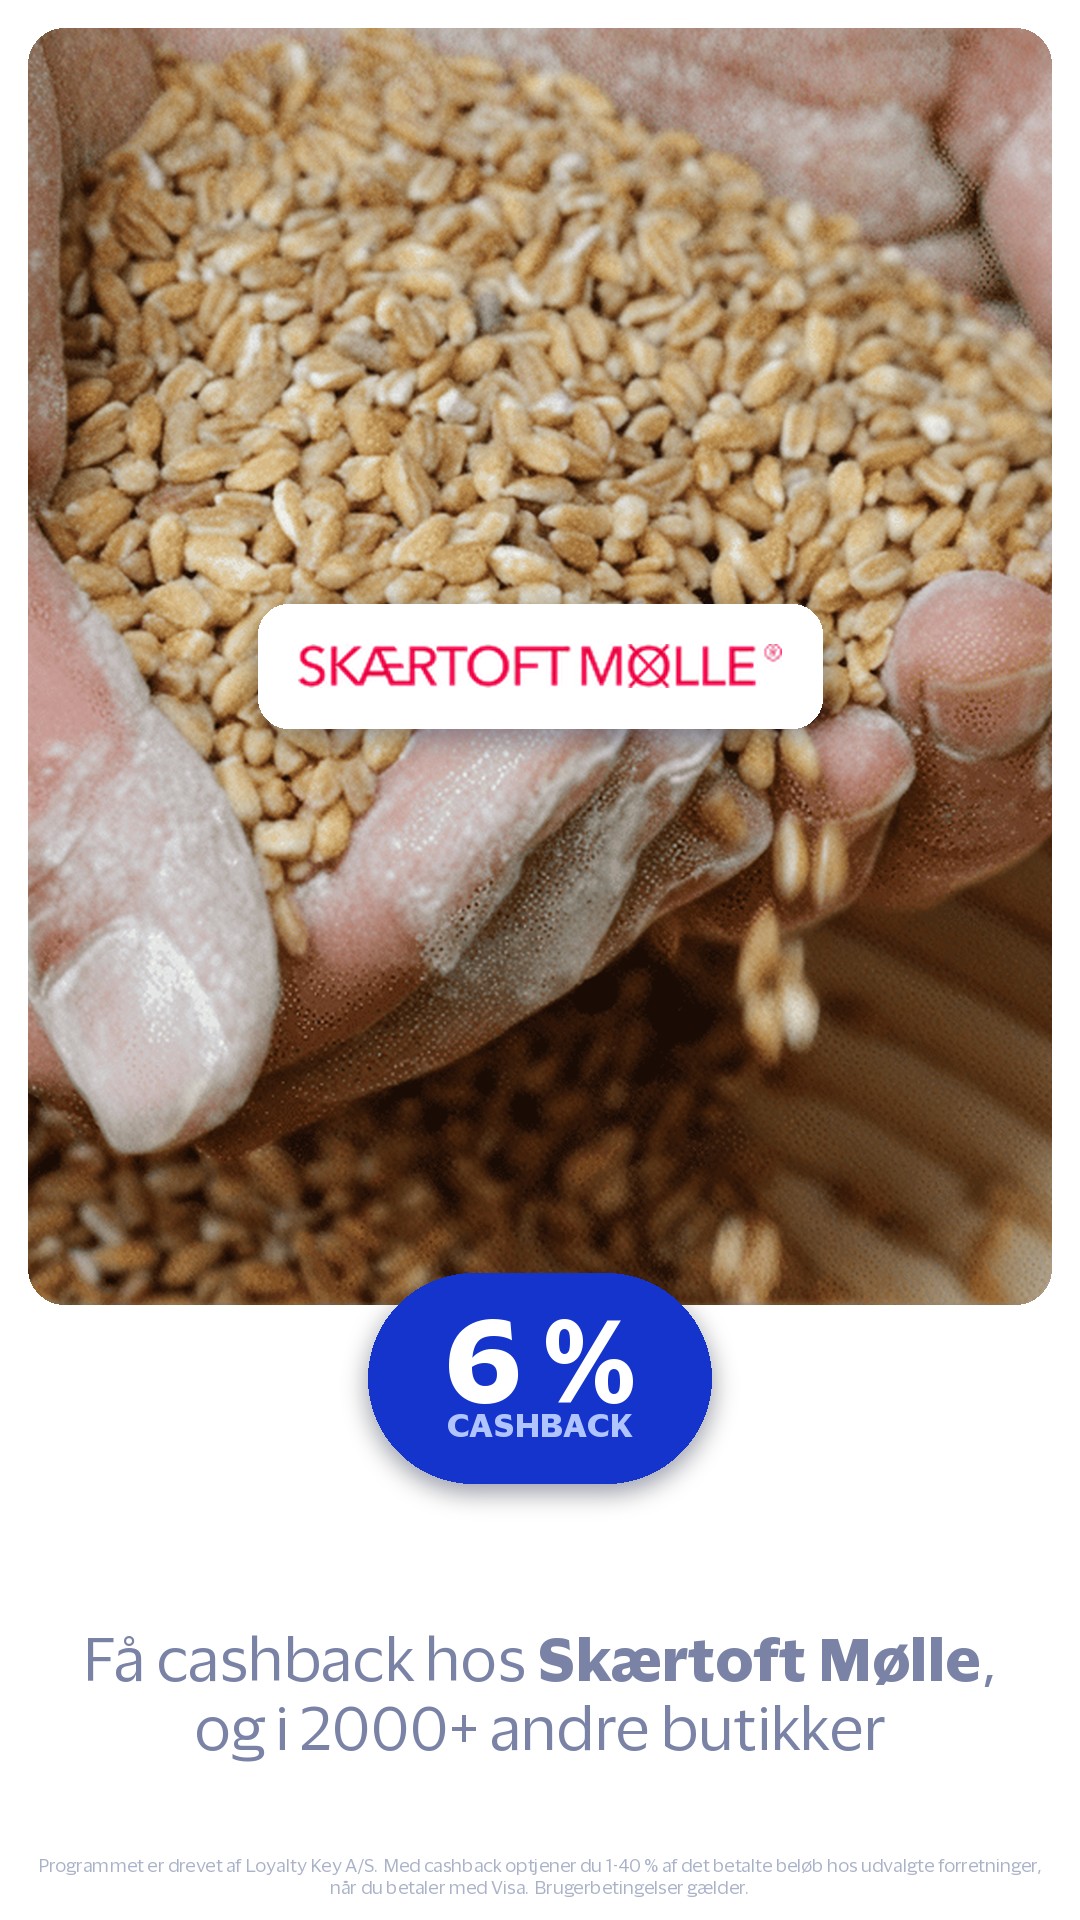 SKÆRTOFT MØLLE
6 %
CASHBACK
Få cashback hos Skærtoft Mølle,
og i 2000+ andre butikker
Programmet er drevet af Loyalty Key A/S. Med cashback optjener du 1-40 % af det betalte beløb hos udvalgte forretninger,
når du betaler med Visa. Brugerbetingelser gælder.